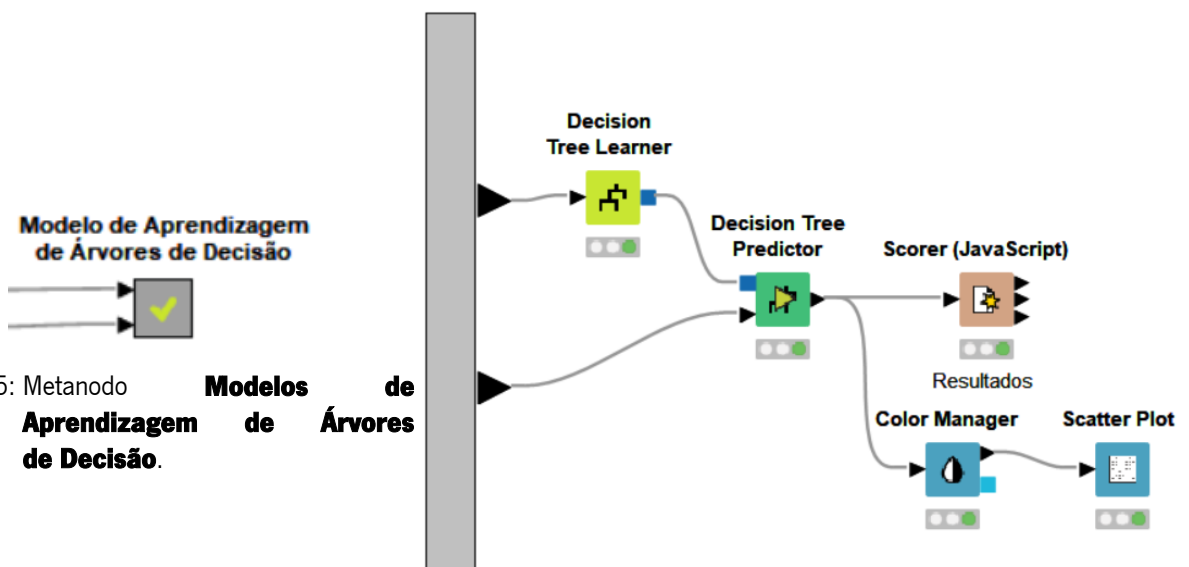 Modelo de Aprendizagem
de Árvores de Decisão
5: Metanodo Modelos de
Aprendizagem de Árvores
de Decisão.
Decision
Tree Learner
Decision Tree
Predictor
Scorer (JavaScript)
Resultados
Color Manager
Scatter Plot